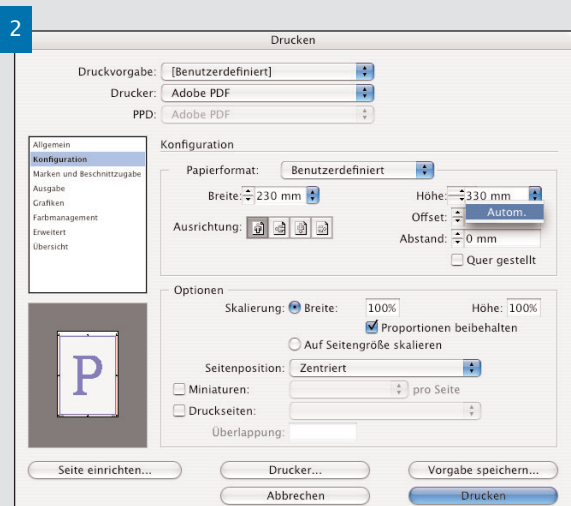 2
Drucken
Druckvorgabe: [Benutzerdefiniert]
Drucker: Adobe PDF
PPD: Adobe PDF
Allgemein
Konfiguration
Marken und Beschnittzugabe
Ausgabe
Grafiken
Farbmanagement
Erweitert
Übersicht
Konfiguration
Papierformat: Benutzerdefiniert
Breite: 230 mm Höhe: 330 mm
Autom.
Ausrichtung: Offset:
Abstand: 0 mm
Quer gestellt
Optionen
Skalierung: Breite: 100% Höhe: 100%
Proportionen beibehalten
Auf Seitengröße skalieren
Seitenposition: Zentriert
Miniaturen: pro Seite
Druckseiten:
Überlappung:
P
Seite einrichten... Drucker... Vorgabe speichern...
Abbrechen Drucken